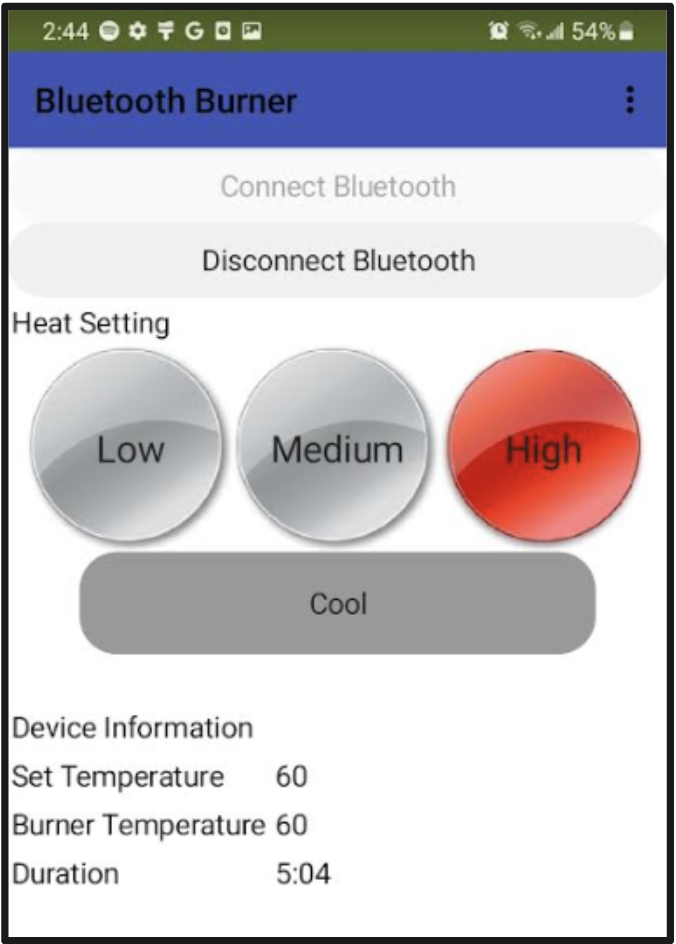 2:44 G 54%
Bluetooth Burner
Connect Bluetooth
Disconnect Bluetooth
Heat Setting
Low Medium High
Cool
Device Information
Set Temperature 60
Burner Temperature 60
Duration 5:04